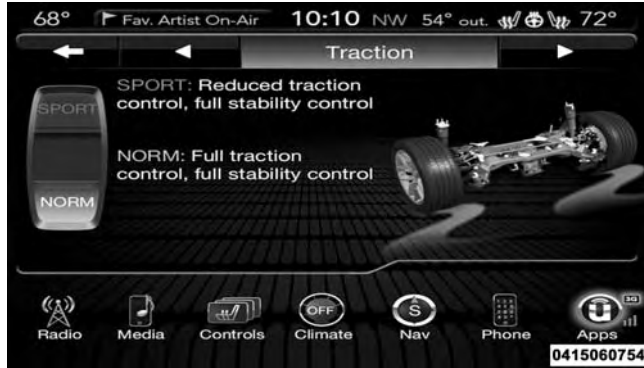 68° Fav. Artist On-Air 10:10 NW 54° out. 72°
Traction
SPORT: Reduced traction
control, full stability control
SPORT
NORM: Full traction
control, full stability control
NORM
OFF
S
3G
Radio Media Controls Climate Nav Phone Apps
0415060754